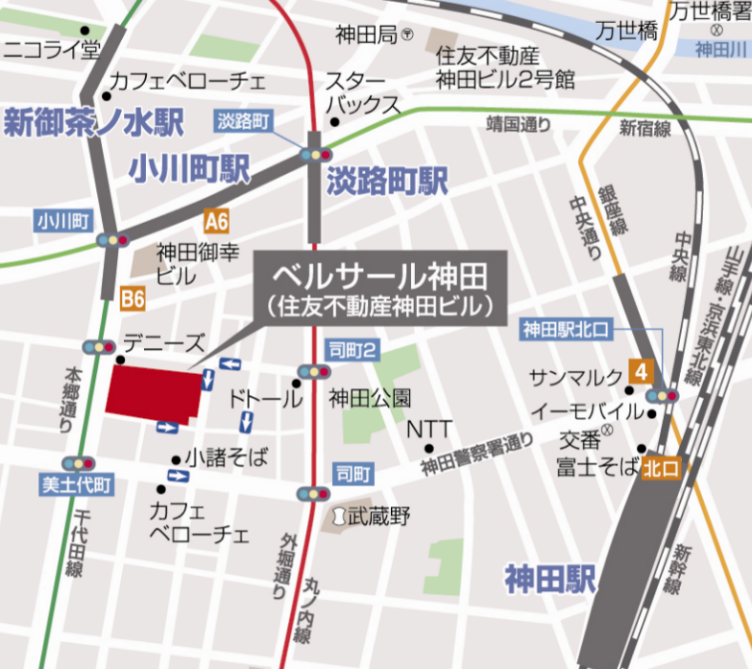 ニコライ堂
神田局
万世橋
万世橋署
神田川
住友不動産
神田ビル2号館
カフェベローチェ
スター
バックス
新御茶ノ水駅
淡路町
靖国通り
新宿線
小川町駅
淡路町駅
小川町
A6
銀座線
中央通り
中央線
山手線・京浜東北線
神田御幸
ビル
B6
ベルサール神田
(住友不動産神田ビル)
神田駅北口
デニーズ
司町2
サンマルク
4
本郷通り
ドトール
神田公園
イーモバイル
NTT
交番
神田警察署通り
富士そば
北口
小諸そば
美土代町
司町
カフェ
ベローチェ
武蔵野
千代田線
外堀通り
丸ノ内線
神田駅
新幹線